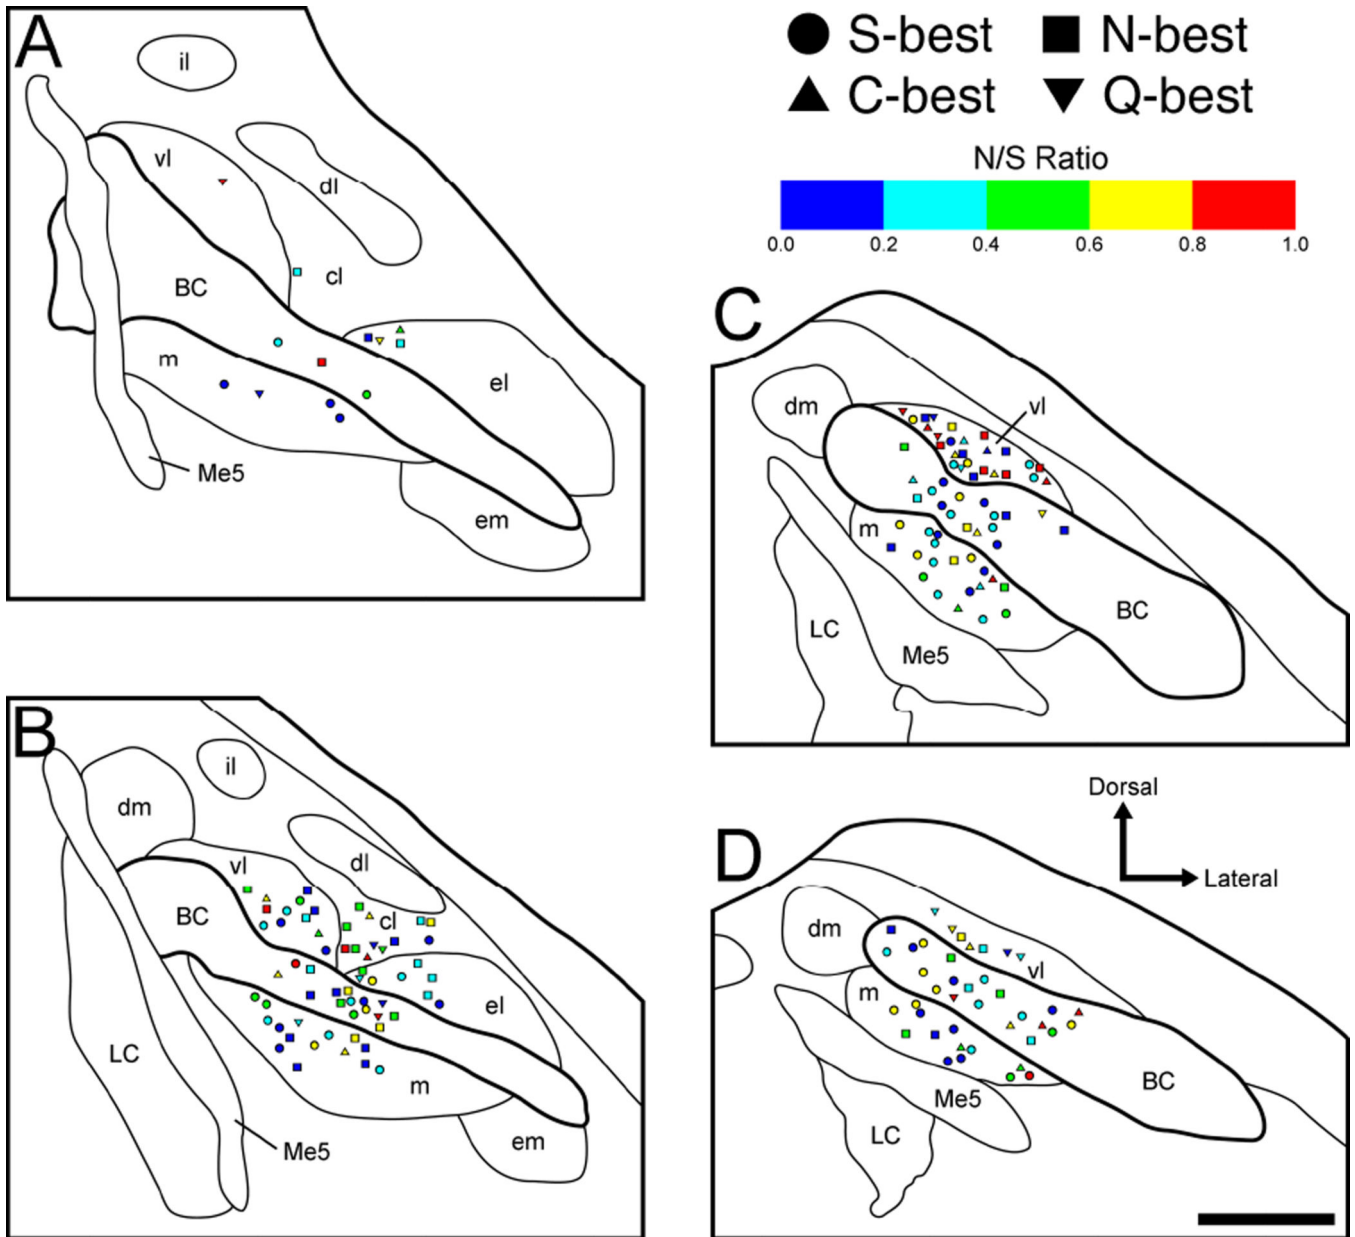 A
il
vl
dl
cl
BC
m
el
Me5
em
S-best
N-best
C-best
Q-best
N/S Ratio
0.0 0.2 0.4 0.6 0.8 1.0
C
dm
vl
m
LC
BC
Me5
B
il
dm
vl
dl
BC
cl
el
LC
m
Me5
em
Dorsal
Lateral
D
dm
vl
m
BC
Me5
LC